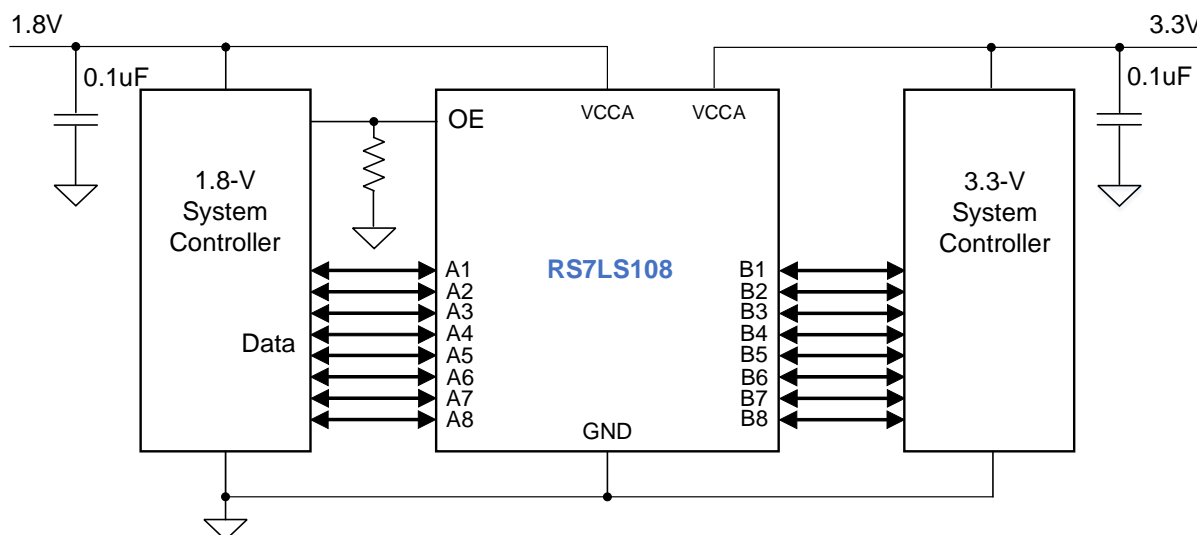 1.8V
3.3V
0.1uF
0.1uF
OE
VCCA
VCCA
1.8-V
System
Controller
3.3-V
System
Controller
RS7LS108
Data
A1
A2
A3
A4
A5
A6
A7
A8
B1
B2
B3
B4
B5
B6
B7
B8
GND